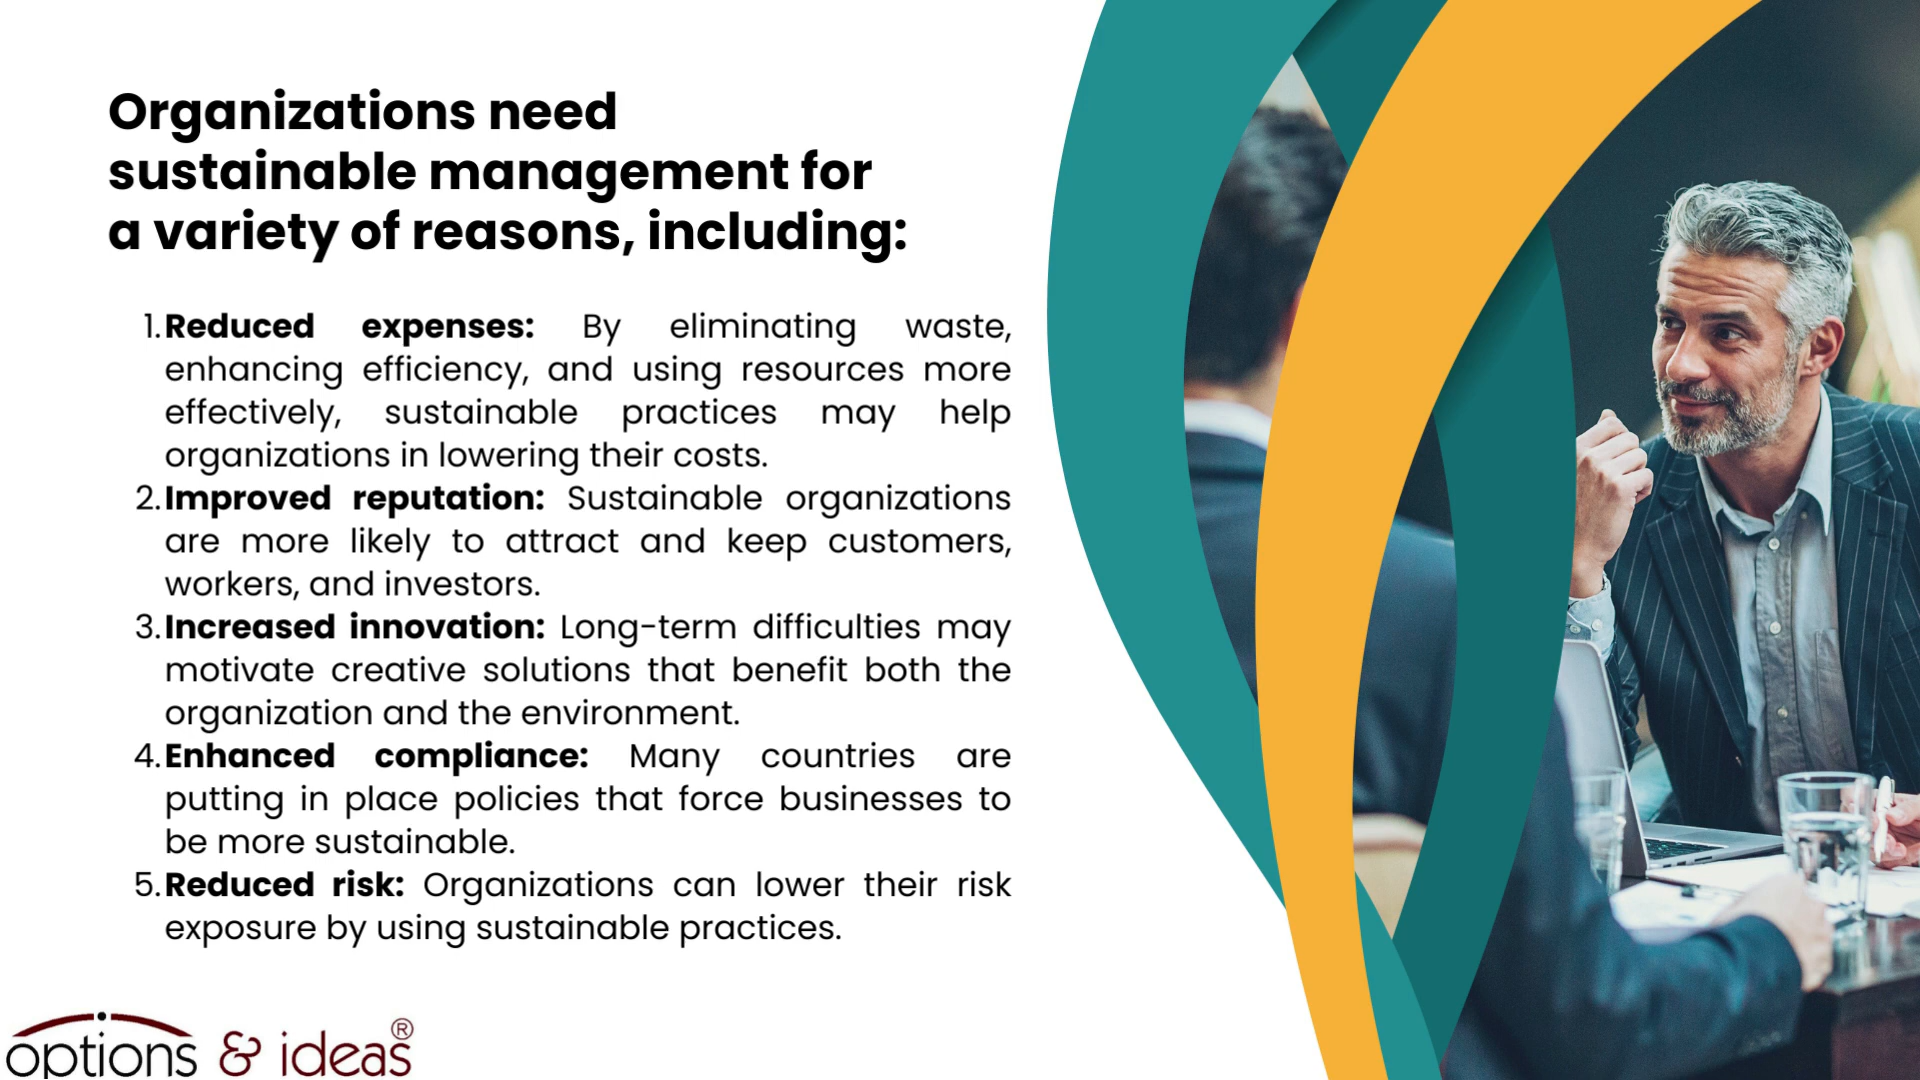 Organizations need
sustainable management for
a variety of reasons, including:
1. Reduced expenses: By eliminating waste,
enhancing efficiency, and using resources more
effectively, sustainable practices may help
organizations in lowering their costs.
2. Improved reputation: Sustainable organizations
are more likely to attract and keep customers,
workers, and investors.
3. Increased innovation: Long-term difficulties may
motivate creative solutions that benefit both the
organization and the environment.
4. Enhanced compliance: Many countries are
putting in place policies that force businesses to
be more sustainable.
5. Reduced risk: Organizations can lower their risk
exposure by using sustainable practices.
options & ideas®